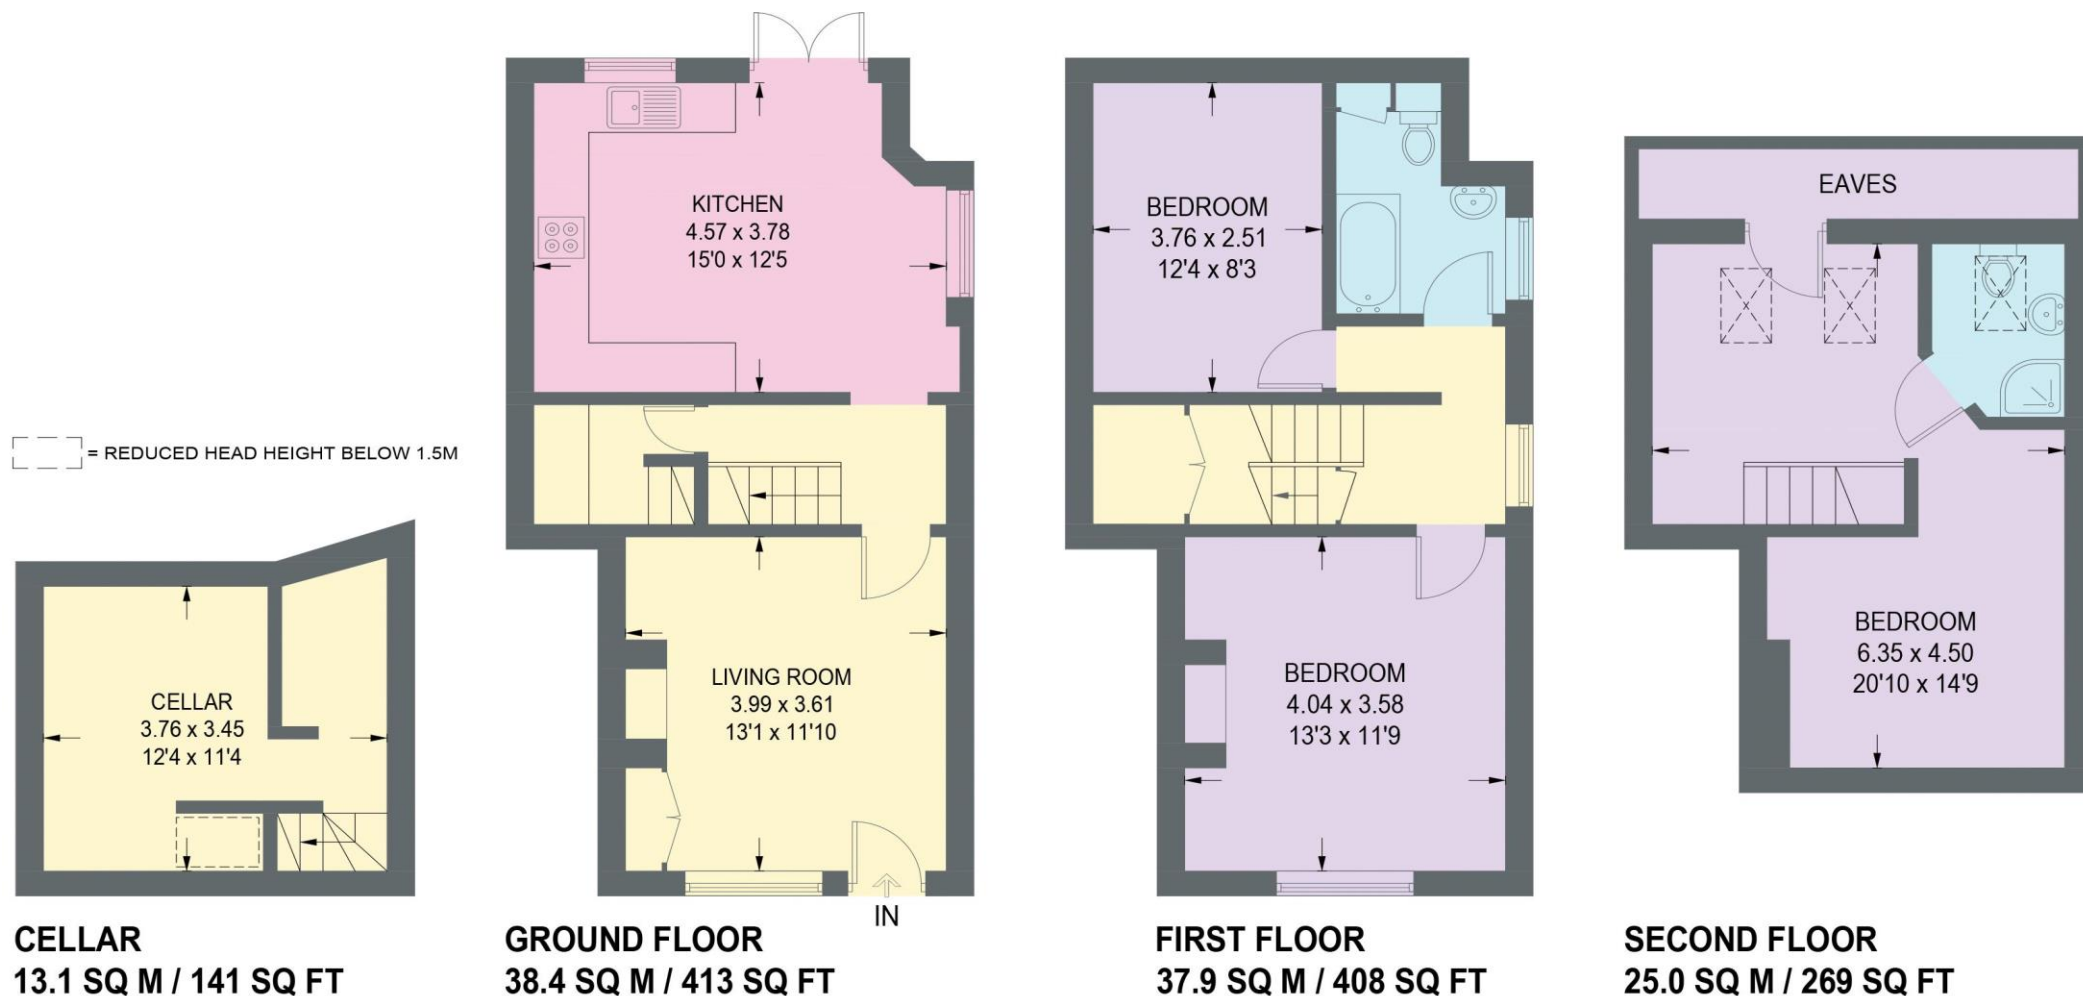 = REDUCED HEAD HEIGHT BELOW 1.5M
CELLAR
3.76 x 3.45
12'4 x 11'4
CELLAR
13.1 SQ M / 141 SQ FT
KITCHEN
4.57 x 3.78
15'0 x 12'5
LIVING ROOM
3.99 x 3.61
13'1 x 11'10
IN
GROUND FLOOR
38.4 SQ M / 413 SQ FT
BEDROOM
3.76 x 2.51
12'4 x 8'3
BEDROOM
4.04 x 3.58
13'3 x 11'9
FIRST FLOOR
37.9 SQ M / 408 SQ FT
EAVES
BEDROOM
6.35 x 4.50
20'10 x 14'9
SECOND FLOOR
25.0 SQ M / 269 SQ FT